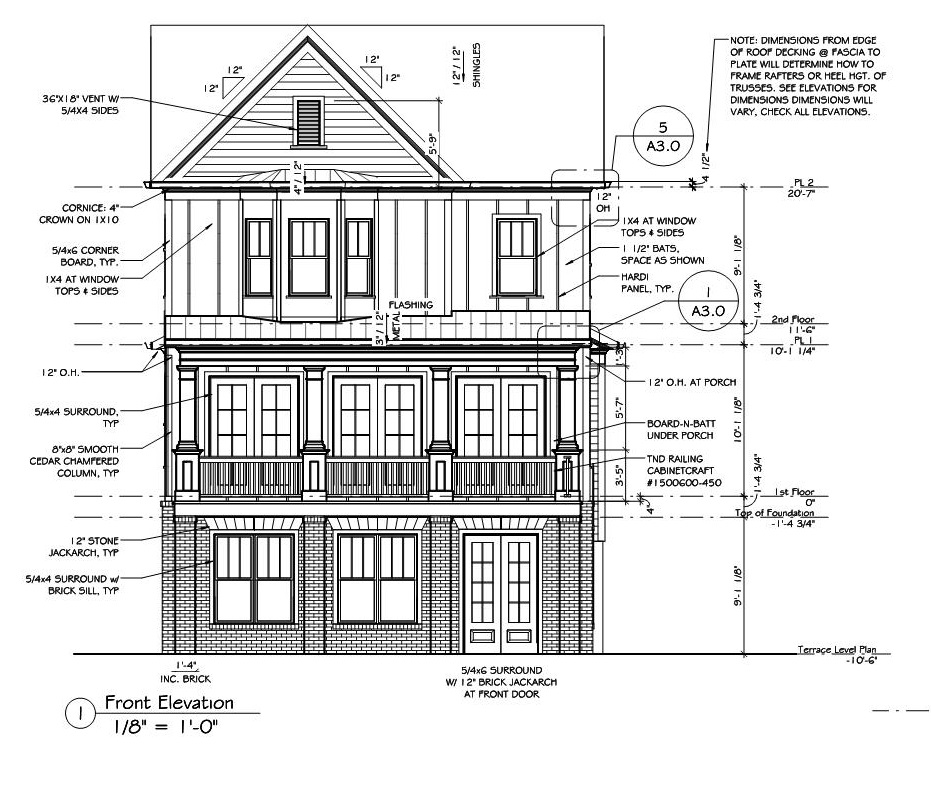 NOTE: DIMENSIONS FROM EDGE
OF ROOF DECKING @ FASCIA TO
PLATE WILL DETERMINE HOW TO
FRAME RAFTERS OR HEEL HGT. OF
TRUSSES. SEE ELEVATIONS FOR
DIMENSIONS DIMENSIONS WILL
VARY, CHECK ALL ELEVATIONS.
12"
12"
12"
12"
12" / 12"
SHINGLES
36"X18" VENT W/
5/4X4 SIDES
5'-9"
4" / 12"
5
A3.0
4 1/2"
PL 2
20'-7"
12"
OH
CORNICE: 4"
CROWN ON 1X10
5/4x6 CORNER
BOARD, TYP.
1X4 AT WINDOW
TOPS & SIDES
1X4 AT WINDOW
TOPS & SIDES
1 1/2" BATS,
SPACE AS SHOWN
HARDI
PANEL, TYP.
9'-1 1/8"
1'-4 3/4"
1
A3.0
FLASHING
METAL
3" / 12"
2nd Floor
11'-6"
PL 1
10'-1 1/4"
12" O.H.
1'-3"
12" O.H. AT PORCH
5/4x4 SURROUND,
TYP
5'-7"
10'-1 1/8"
BOARD-N-BATT
UNDER PORCH
8"x8" SMOOTH
CEDAR CHAMFERED
COLUMN, TYP
TND RAILING
CABINETCRAFT
#1500600-450
3'-5"
1'-4 3/4"
4"
1st Floor
0"
Top of Foundation
-1'-4 3/4"
12" STONE
JACKARCH, TYP
5/4x4 SURROUND w/
BRICK SILL, TYP
9'-1 1/8"
Terrace Level Plan
-10'-6"
1'-4"
INC. BRICK
5/4x6 SURROUND
W/ 12" BRICK JACKARCH
AT FRONT DOOR
1
Front Elevation
1/8" = 1'-0"